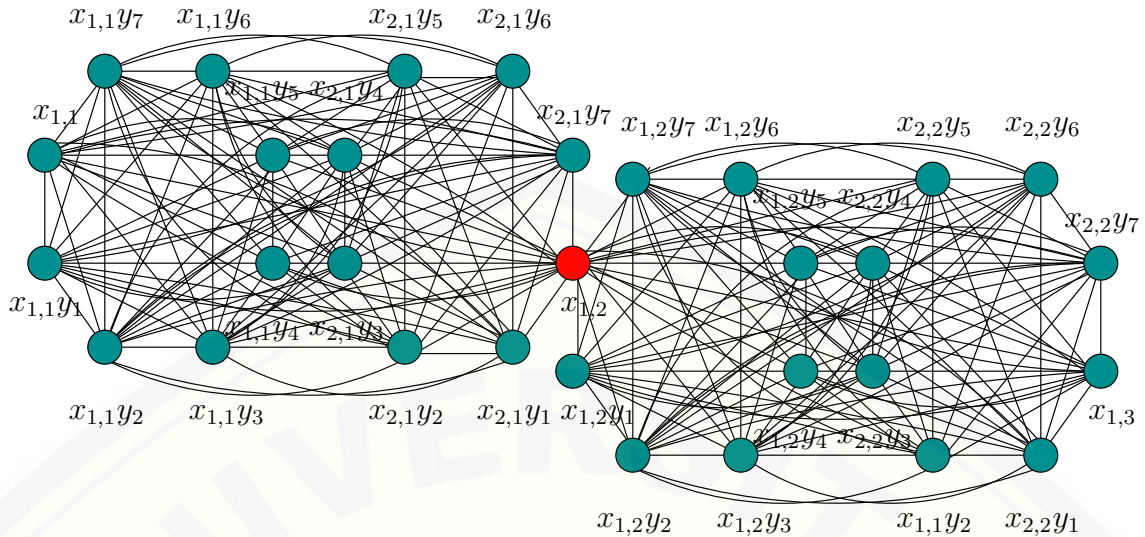 x_{1,1}y_7 x_{1,1}y_6 x_{2,1}y_5 x_{2,1}y_6
x_{1,1}y_5 x_{2,1}y_4
x_{1,1} x_{2,1}y_7
x_{1,2}y_7 x_{1,2}y_6 x_{2,2}y_5 x_{2,2}y_6
x_{1,2}y_5 x_{2,2}y_4
x_{2,2}y_7
x_{1,1}y_1 x_{1,2}
x_{1,1}y_4 x_{2,1}y_3
x_{1,1}y_2 x_{1,1}y_3 x_{2,1}y_2 x_{2,1}y_1 x_{1,2}y_1 x_{1,3}
x_{1,2}y_4 x_{2,2}y_3
x_{1,2}y_2 x_{1,2}y_3 x_{1,1}y_2 x_{2,2}y_1